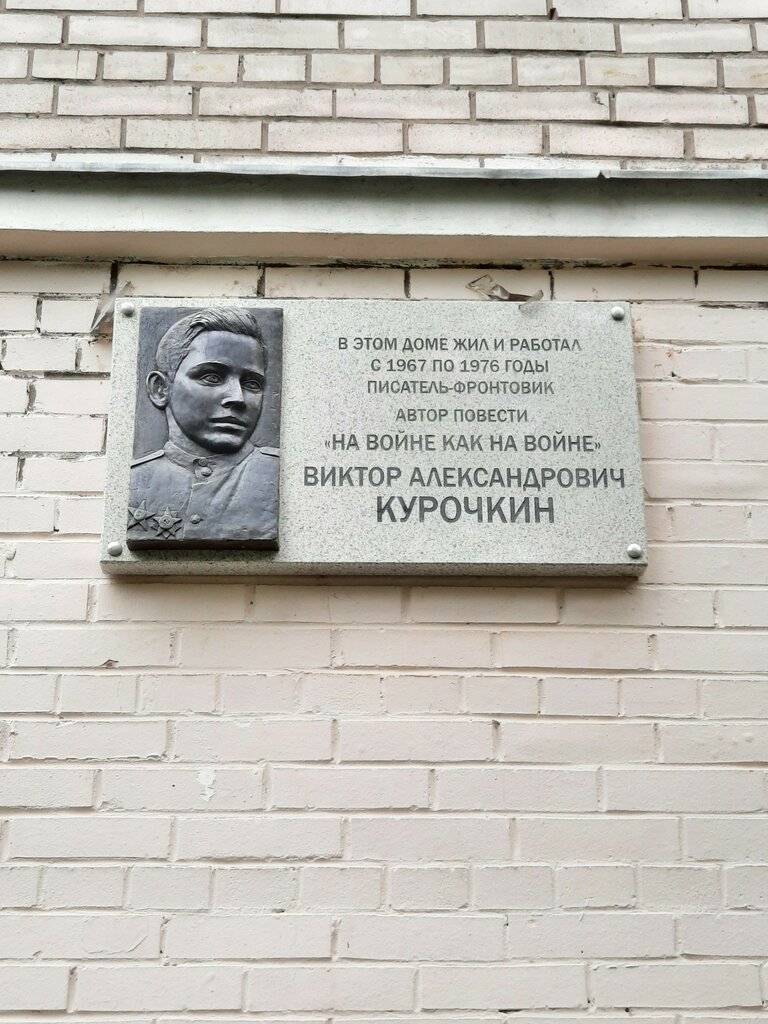 В ЭТОМ ДОМЕ ЖИЛ И РАБОТАЛ
С 1967 ПО 1976 ГОДЫ
ПИСАТЕЛЬ-ФРОНТОВИК
АВТОР ПОВЕСТИ
«НА ВОЙНЕ КАК НА ВОЙНЕ»
ВИКТОР АЛЕКСАНДРОВИЧ
КУРОЧКИН